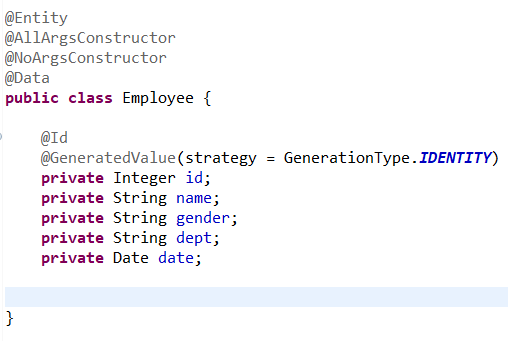 @Entity
@AllArgsConstructor
@NoArgsConstructor
@Data
public class Employee {
@Id
@GeneratedValue(strategy = GenerationType.IDENTITY)
private Integer id;
private String name;
private String gender;
private String dept;
private Date date;
}